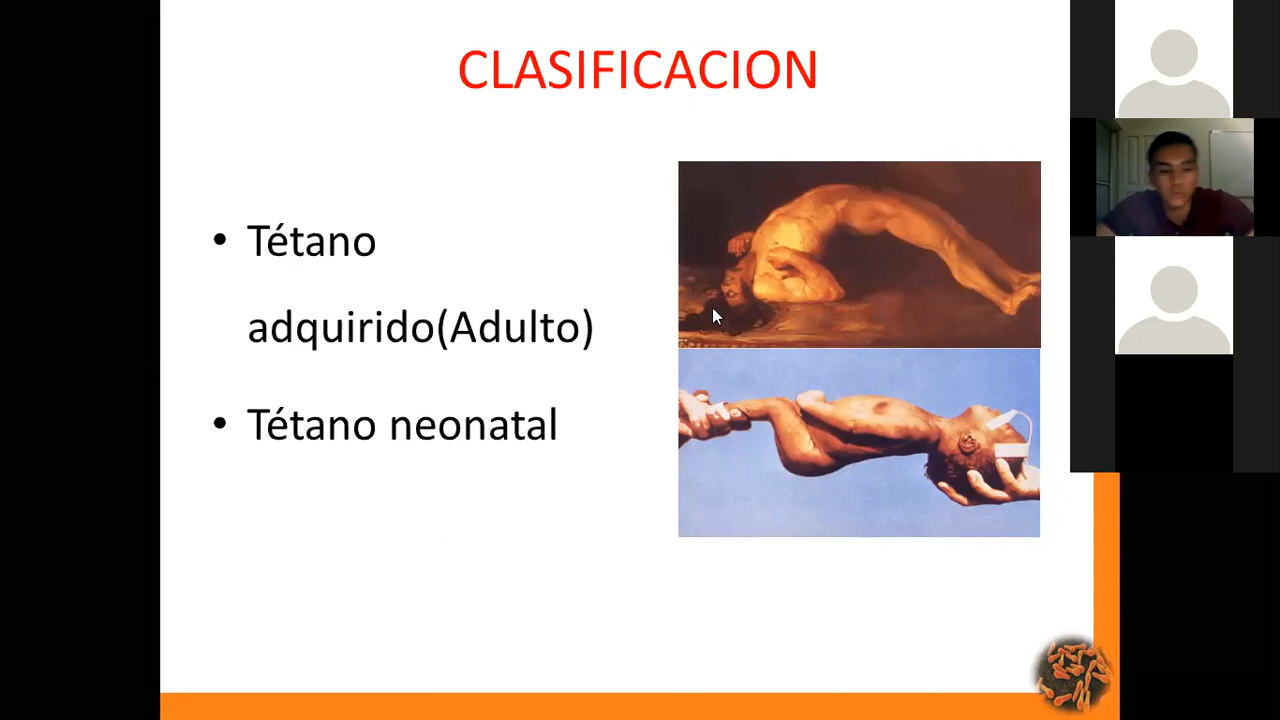 CLASIFICACION
• Tétano
adquirido(Adulto)
• Tétano neonatal